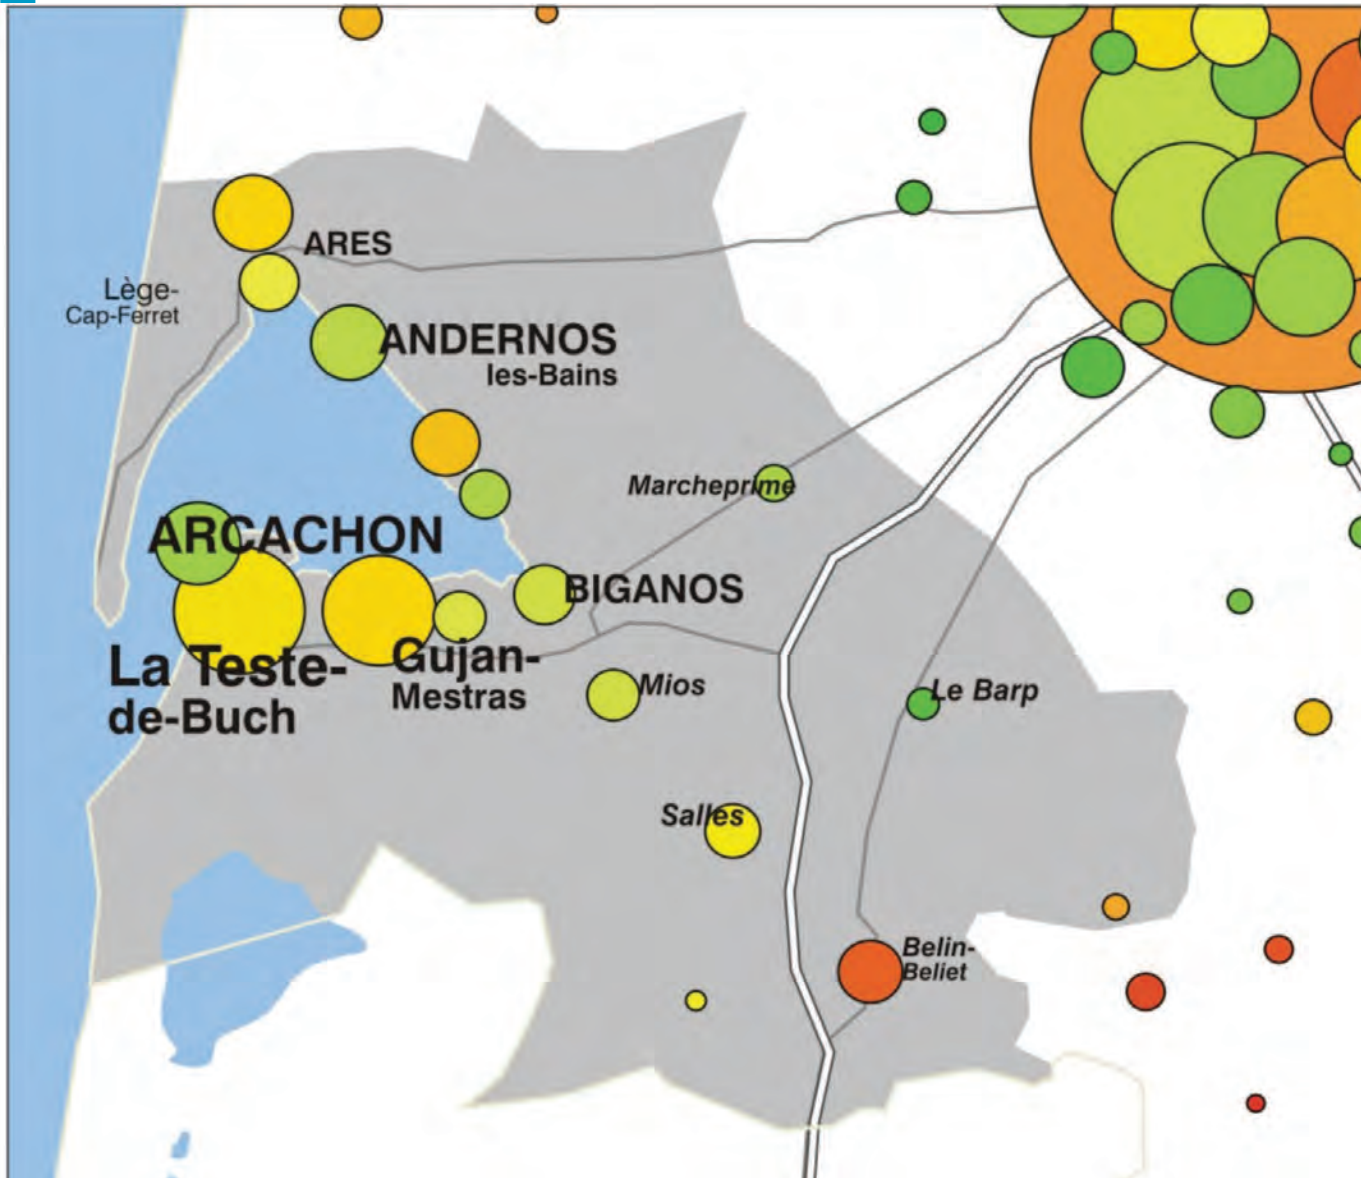 ARES
Lège-
Cap-Ferret
ANDERNOS
les-Bains
Marcheprime
ARCACHON
BIGANOS
La Teste-
de-Buch
Gujan-
Mestras
Mios
Le Barp
Salles
Belin-
Beliet